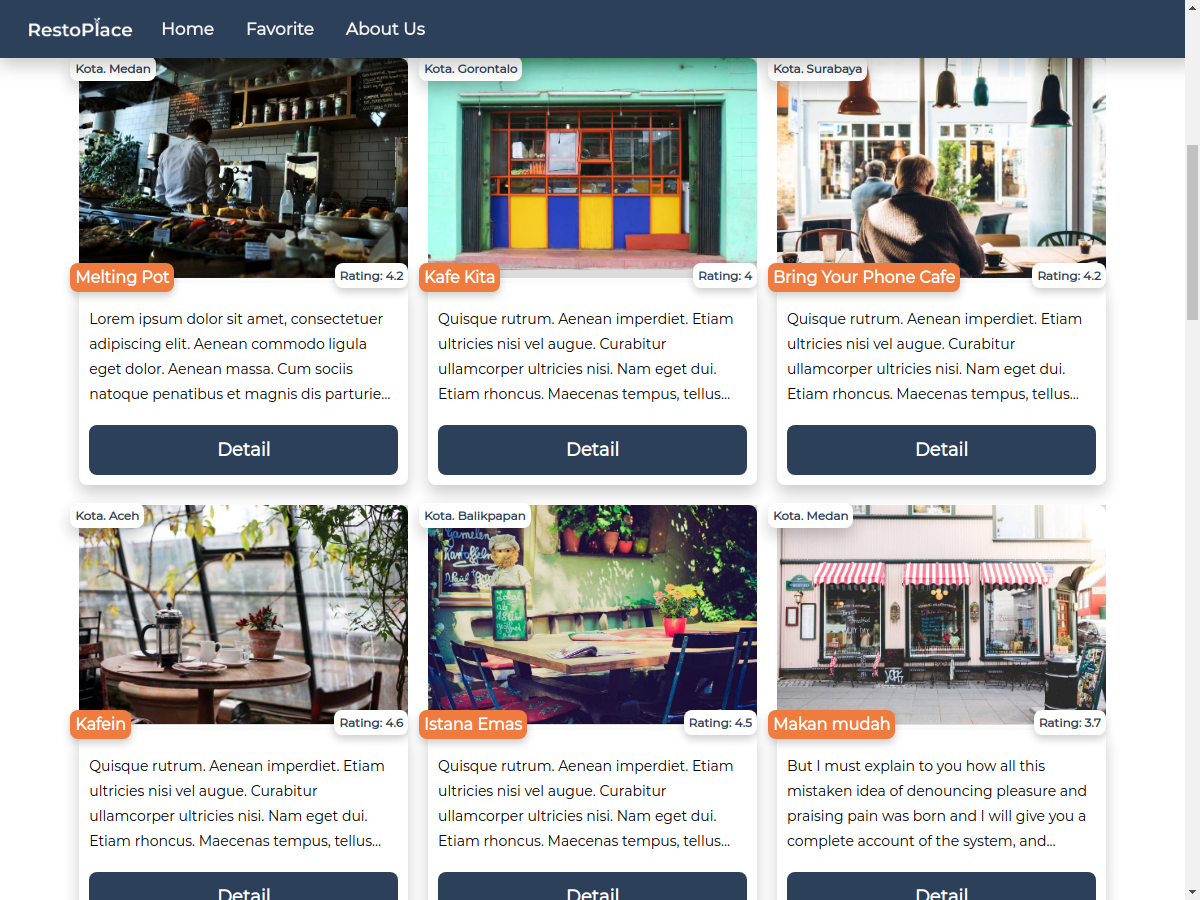 RestoPlace Home Favorite About Us
Kota. Medan
Melting Pot
Rating: 4.2
Lorem ipsum dolor sit amet, consectetuer
adipiscing elit. Aenean commodo ligula
eget dolor. Aenean massa. Cum sociis
natoque penatibus et magnis dis parturie...
Detail
Kota. Gorontalo
Kafe Kita
Rating: 4
Quisque rutrum. Aenean imperdiet. Etiam
ultricies nisi vel augue. Curabitur
ullamcorper ultricies nisi. Nam eget dui.
Etiam rhoncus. Maecenas tempus, tellus...
Detail
Kota. Surabaya
7 4
Bring Your Phone Cafe
Rating: 4.2
Quisque rutrum. Aenean imperdiet. Etiam
ultricies nisi vel augue. Curabitur
ullamcorper ultricies nisi. Nam eget dui.
Etiam rhoncus. Maecenas tempus, tellus...
Detail
Kota. Aceh
Kafein
Rating: 4.6
Quisque rutrum. Aenean imperdiet. Etiam
ultricies nisi vel augue. Curabitur
ullamcorper ultricies nisi. Nam eget dui.
Etiam rhoncus. Maecenas tempus, tellus...
Detail
Kota. Balikpapan
Kartoffeln
Istana Emas
Rating: 4.5
Quisque rutrum. Aenean imperdiet. Etiam
ultricies nisi vel augue. Curabitur
ullamcorper ultricies nisi. Nam eget dui.
Etiam rhoncus. Maecenas tempus, tellus...
Detail
Kota. Medan
Makan mudah
Rating: 3.7
But I must explain to you how all this
mistaken idea of denouncing pleasure and
praising pain was born and I will give you a
complete account of the system, and...
Detail